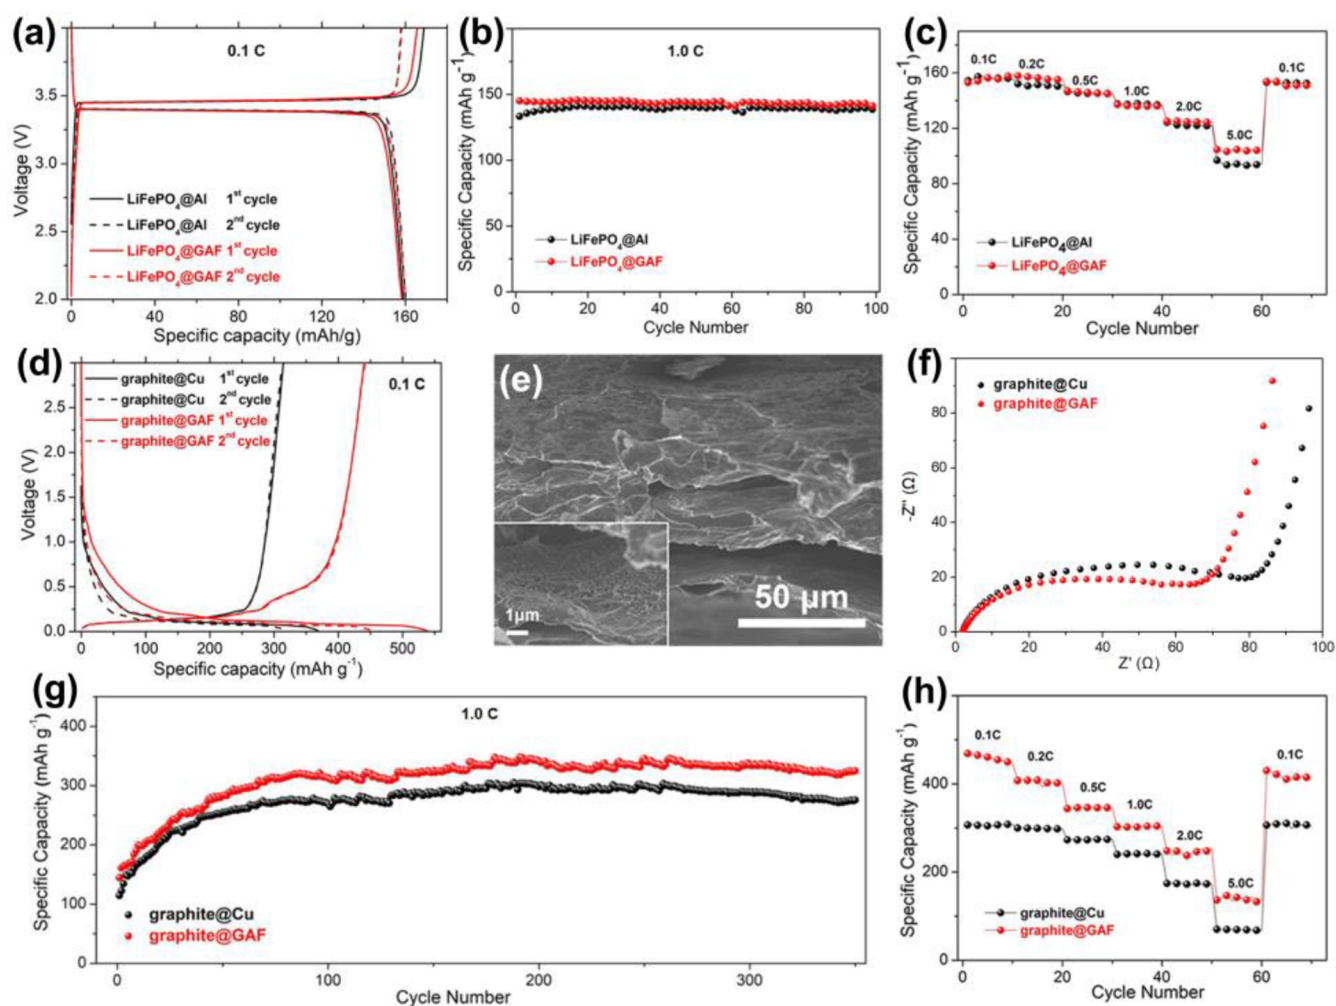 (a)
0.1 C
Voltage (V)
3.5
3.0
2.5
2.0
LiFePO4@Al 1st cycle
LiFePO4@Al 2nd cycle
LiFePO4@GAF 1st cycle
LiFePO4@GAF 2nd cycle
0 40 80 120 160
Specific capacity (mAh/g)
(b)
1.0 C
Specific Capacity (mAh g-1)
200
150
100
50
0
LiFePO4@Al
LiFePO4@GAF
0 20 40 60 80 100
Cycle Number
(c)
Specific Capacity (mAh g-1)
200
160
120
80
40
0
0.1C 0.2C 0.5C 1.0C 2.0C 5.0C 0.1C
LiFePO4@Al
LiFePO4@GAF
0 20 40 60
Cycle Number
(d)
0.1 C
Voltage (V)
2.5
2.0
1.5
1.0
0.5
0.0
graphite@Cu 1st cycle
graphite@Cu 2nd cycle
graphite@GAF 1st cycle
graphite@GAF 2nd cycle
0 100 200 300 400 500
Specific capacity (mAh g-1)
(e)
1μm
50 μm
(f)
-Z'' (Ω)
100
80
60
40
20
0
graphite@Cu
graphite@GAF
0 20 40 60 80 100
Z' (Ω)
(g)
1.0 C
Specific Capacity (mAh g-1)
400
300
250
200
100
0
graphite@Cu
graphite@GAF
0 100 200 300
Cycle Number
(h)
Specific Capacity (mAh g-1)
600
400
300
200
0
0.1C 0.2C 0.5C 1.0C 2.0C 5.0C 0.1C
graphite@Cu
graphite@GAF
0 20 40 60
Cycle Number